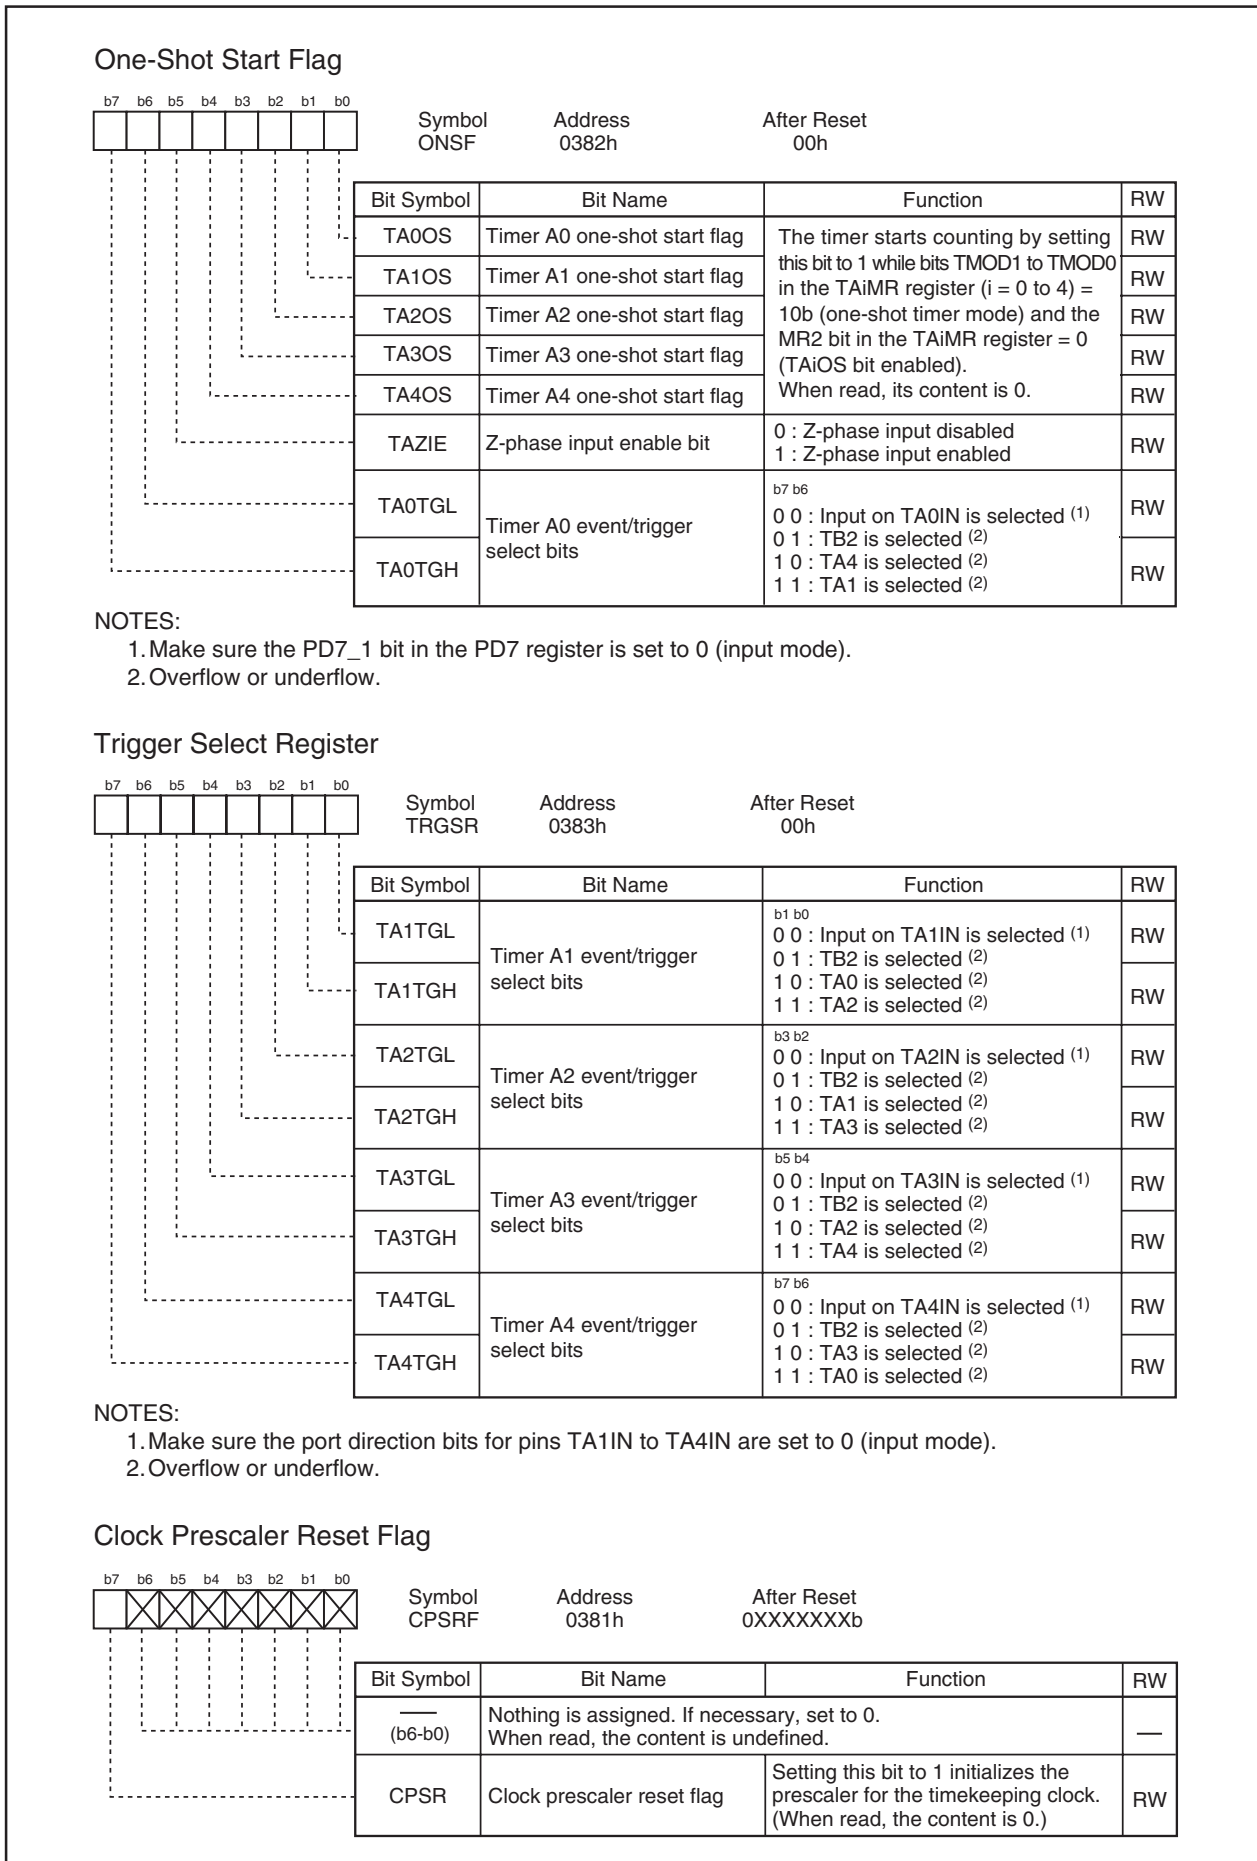 One-Shot Start Flag
b7 b6 b5 b4 b3 b2 b1 b0
Symbol Address After Reset
ONSF 0382h 00h
Bit Symbol Bit Name Function RW
TA0OS Timer A0 one-shot start flag RW
TA1OS Timer A1 one-shot start flag RW
TA2OS Timer A2 one-shot start flag RW
TA3OS Timer A3 one-shot start flag RW
TA4OS Timer A4 one-shot start flag RW
The timer starts counting by setting
this bit to 1 while bits TMOD1 to TMOD0
in the TAiMR register (i = 0 to 4) =
10b (one-shot timer mode) and the
MR2 bit in the TAiMR register = 0
(TAiOS bit enabled).
When read, its content is 0.
TAZIE Z-phase input enable bit RW
0 : Z-phase input disabled
1 : Z-phase input enabled
TA0TGL RW
TA0TGH RW
Timer A0 event/trigger
select bits
b7 b6
0 0 : Input on TA0IN is selected (1)
0 1 : TB2 is selected (2)
1 0 : TA4 is selected (2)
1 1 : TA1 is selected (2)
NOTES:
1. Make sure the PD7_1 bit in the PD7 register is set to 0 (input mode).
2. Overflow or underflow.
Trigger Select Register
b7 b6 b5 b4 b3 b2 b1 b0
Symbol Address After Reset
TRGSR 0383h 00h
Bit Symbol Bit Name Function RW
TA1TGL RW
TA1TGH RW
Timer A1 event/trigger
select bits
b1 b0
0 0 : Input on TA1IN is selected (1)
0 1 : TB2 is selected (2)
1 0 : TA0 is selected (2)
1 1 : TA2 is selected (2)
TA2TGL RW
TA2TGH RW
Timer A2 event/trigger
select bits
b3 b2
0 0 : Input on TA2IN is selected (1)
0 1 : TB2 is selected (2)
1 0 : TA1 is selected (2)
1 1 : TA3 is selected (2)
TA3TGL RW
TA3TGH RW
Timer A3 event/trigger
select bits
b5 b4
0 0 : Input on TA3IN is selected (1)
0 1 : TB2 is selected (2)
1 0 : TA2 is selected (2)
1 1 : TA4 is selected (2)
TA4TGL RW
TA4TGH RW
Timer A4 event/trigger
select bits
b7 b6
0 0 : Input on TA4IN is selected (1)
0 1 : TB2 is selected (2)
1 0 : TA3 is selected (2)
1 1 : TA0 is selected (2)
NOTES:
1. Make sure the port direction bits for pins TA1IN to TA4IN are set to 0 (input mode).
2. Overflow or underflow.
Clock Prescaler Reset Flag
b7 b6 b5 b4 b3 b2 b1 b0
Symbol Address After Reset
CPSRF 0381h 0XXXXXXXb
Bit Symbol Bit Name Function RW
—
(b6-b0)
Nothing is assigned. If necessary, set to 0.
When read, the content is undefined.
—
CPSR Clock prescaler reset flag RW
Setting this bit to 1 initializes the
prescaler for the timekeeping clock.
(When read, the content is 0.)